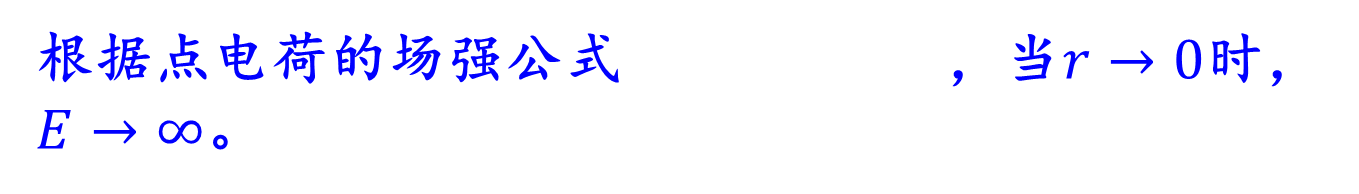 根据点电荷的场强公式 ，当r → 0时，
E → ∞。